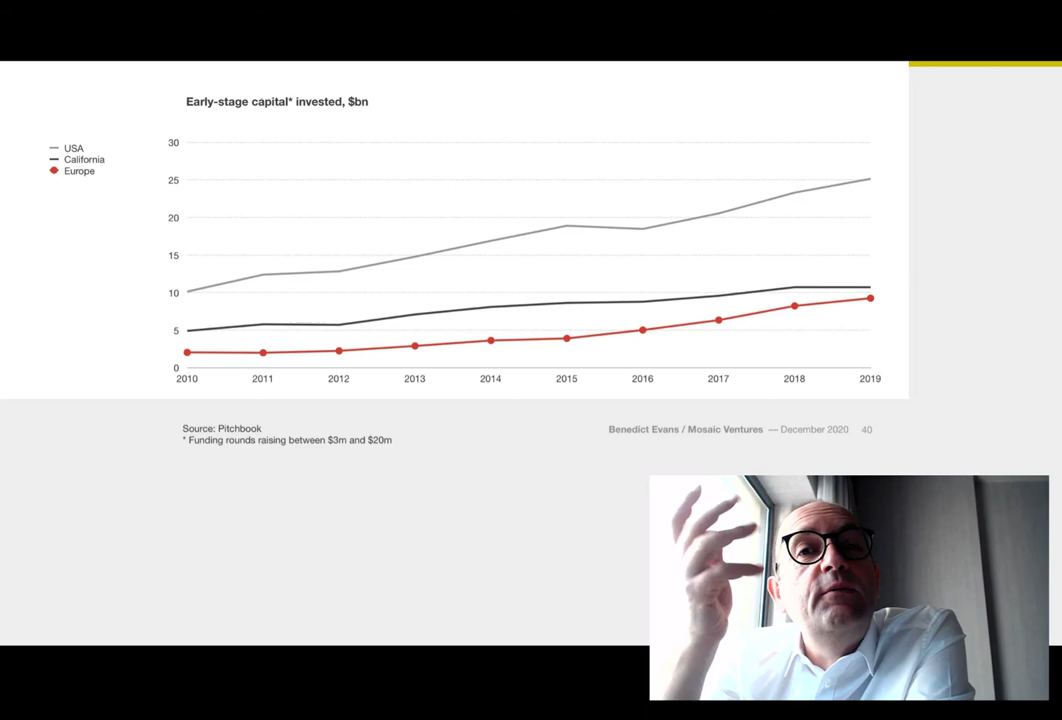 Early-stage capital* invested, $bn
USA
California
Europe
30
25
20
15
10
5
0
2010 2011 2012 2013 2014 2015 2016 2017 2018 2019
Source: Pitchbook
* Funding rounds raising between $3m and $20m
Benedict Evans / Mosaic Ventures — December 2020 40